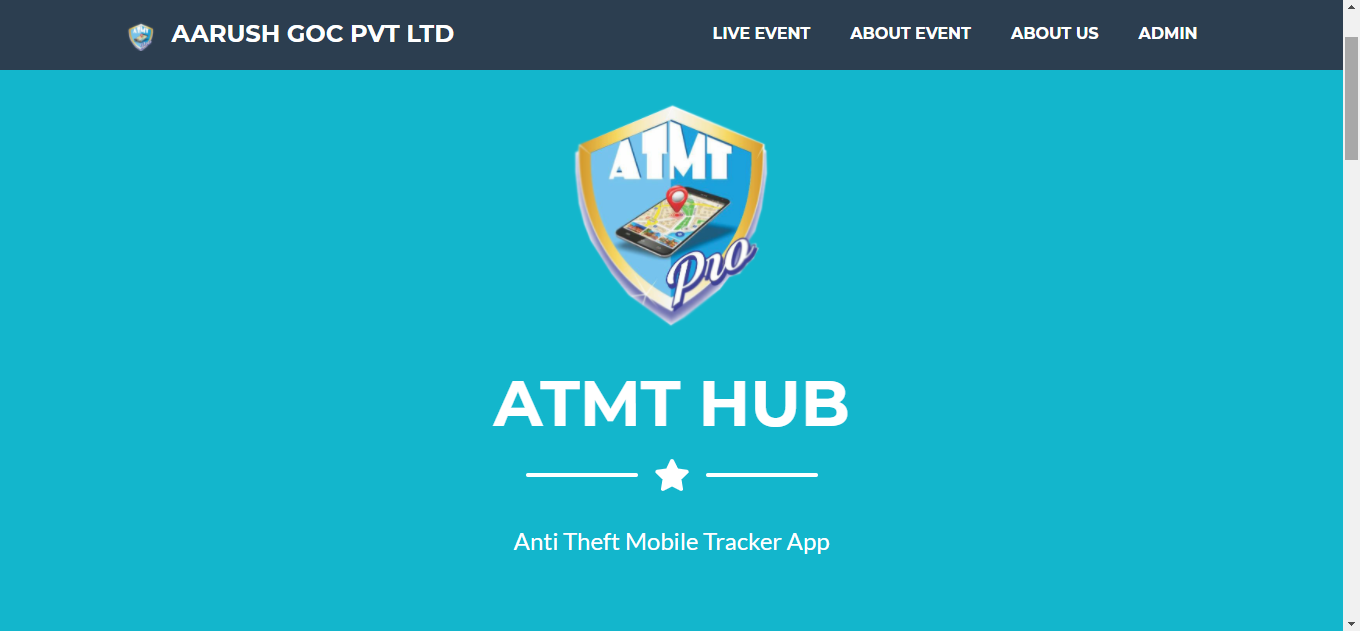 AARUSH GOC PVT LTD
LIVE EVENT
ABOUT EVENT
ABOUT US
ADMIN
ATMT
Pro
ATMT HUB
Anti Theft Mobile Tracker App